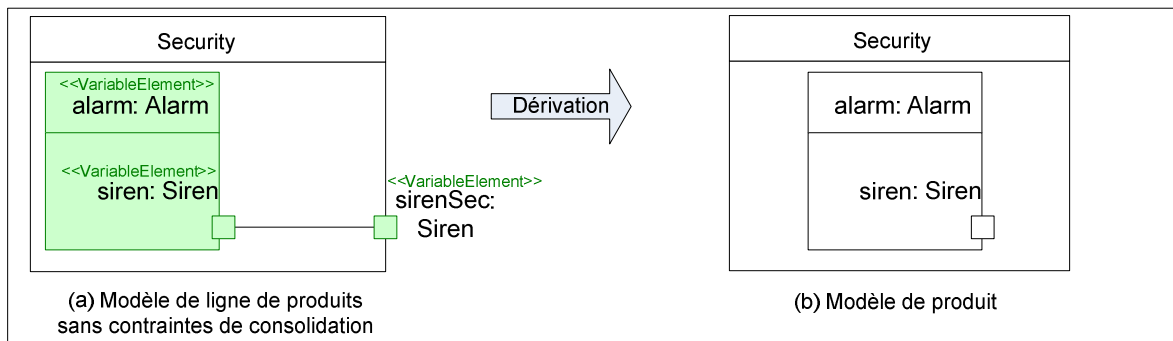 Security
<<VariableElement>>
alarm: Alarm
<<VariableElement>>
siren: Siren
<<VariableElement>>
sirenSec:
Siren
(a) Modèle de ligne de produits
sans contraintes de consolidation
Dérivation
Security
alarm: Alarm
siren: Siren
(b) Modèle de produit